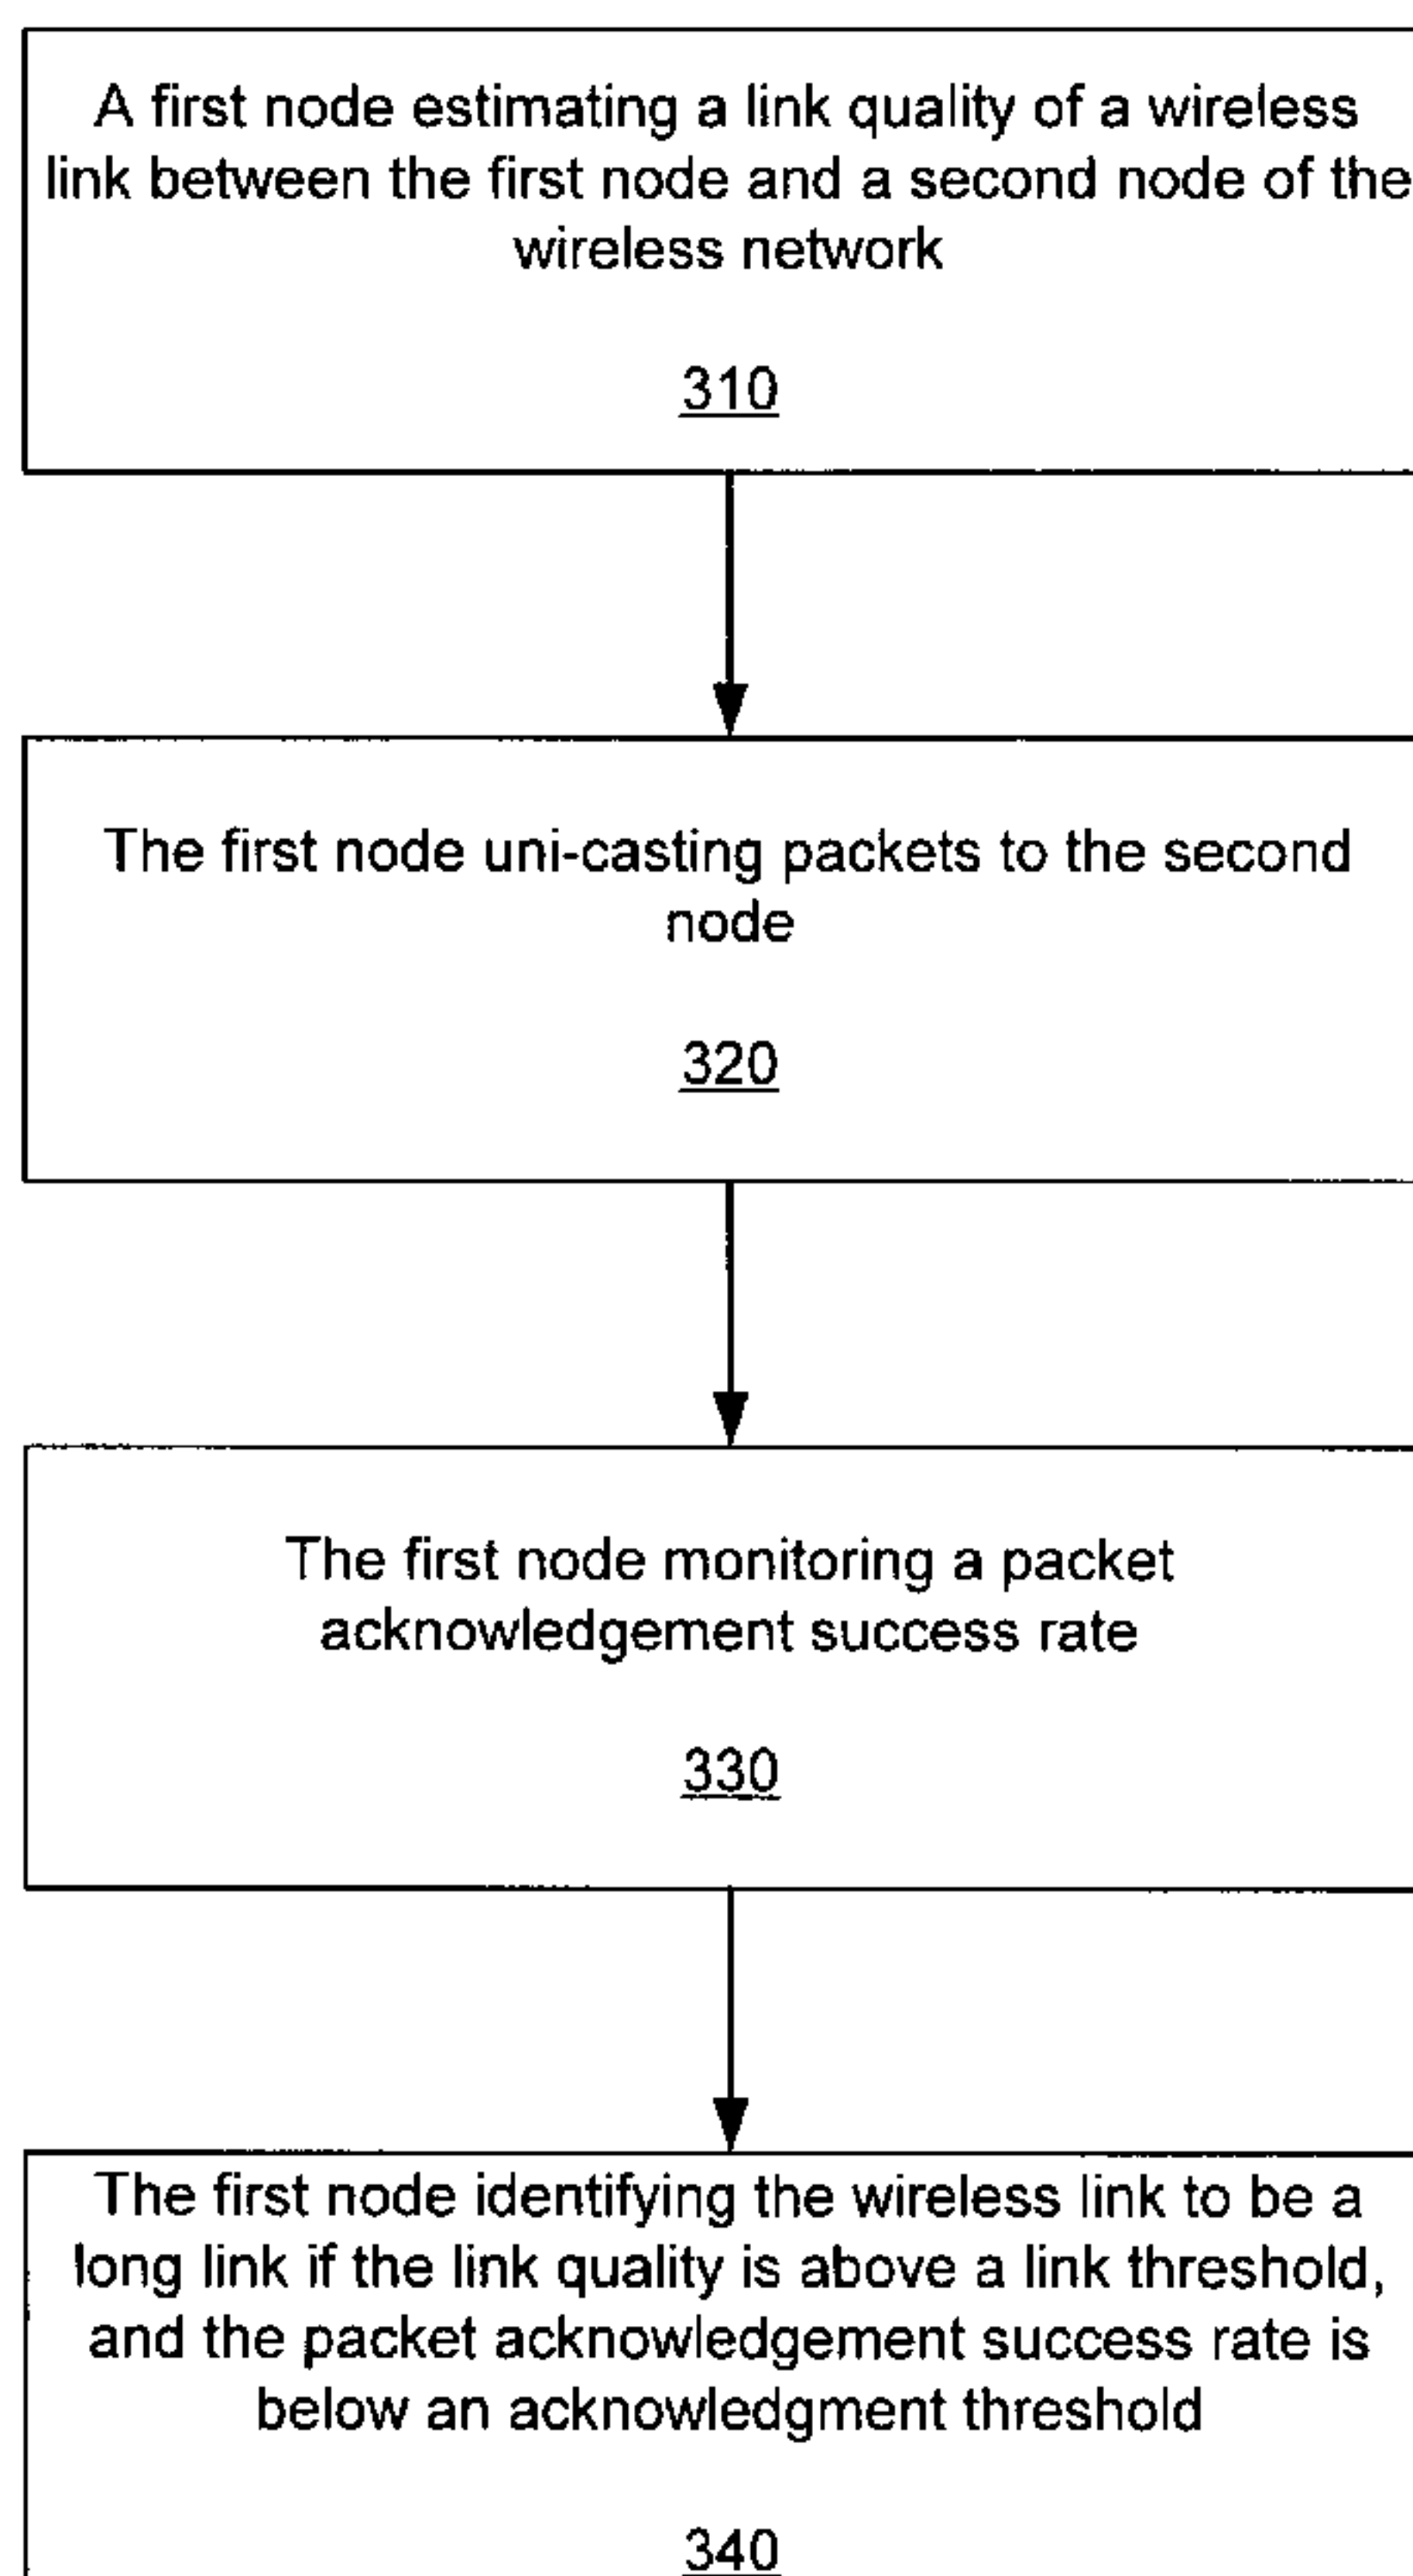 A first node estimating a link quality of a wireless
link between the first node and a second node of the
wireless network
310
The first node uni-casting packets to the second
node
320
The first node monitoring a packet
acknowledgement success rate
330
The first node identifying the wireless link to be a
long link if the link quality is above a link threshold,
and the packet acknowledgement success rate is
below an acknowledgment threshold
340